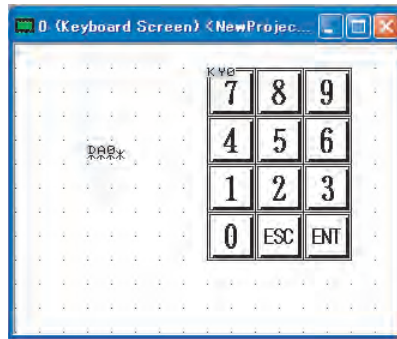 0 (Keyboard Screen) <NewProjec...
KY0
7 8 9
DA0
4 5 6
1 2 3
0 ESC ENT